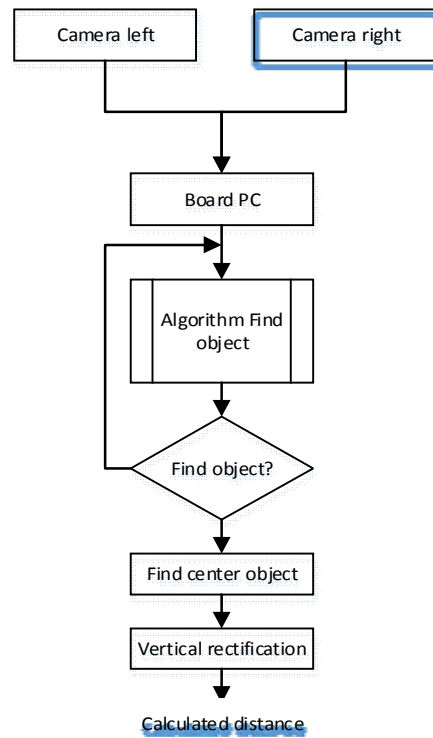 Camera left
Camera right
Board PC
Algorithm Find
object
Find object?
Find center object
Vertical rectification
Calculated distance